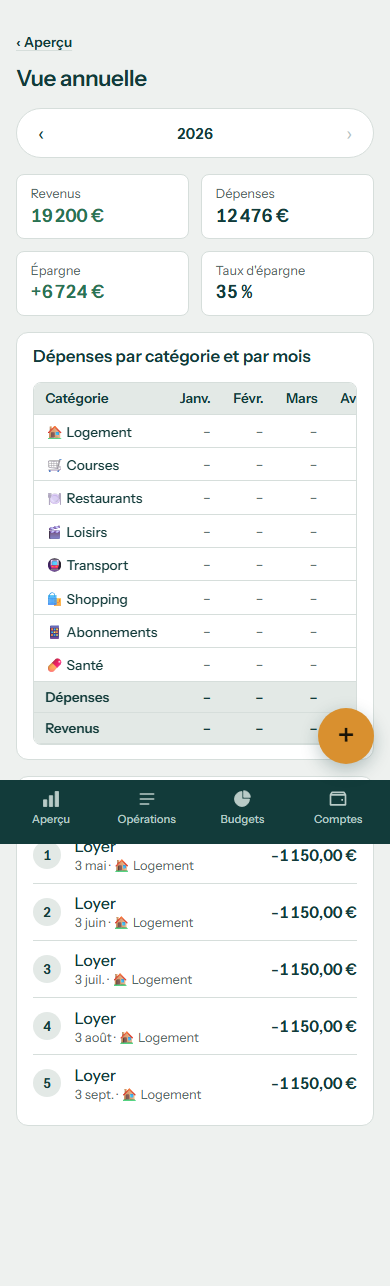 ‹ Aperçu
Vue annuelle
‹ 2026 ›
Revenus
19 200 €
Dépenses
12 476 €
Épargne
+6 724 €
Taux d'épargne
35 %
Dépenses par catégorie et par mois
Catégorie Janv. Févr. Mars Av
Logement – – –
Courses – – –
Restaurants – – –
Loisirs – – –
Transport – – –
Shopping – – –
Abonnements – – –
Santé – – –
Dépenses – – –
Revenus – – –
+
Aperçu Opérations Budgets Comptes
1 Loyer -1 150,00 €
3 mai · Logement
2 Loyer -1 150,00 €
3 juin · Logement
3 Loyer -1 150,00 €
3 juil. · Logement
4 Loyer -1 150,00 €
3 août · Logement
5 Loyer -1 150,00 €
3 sept. · Logement